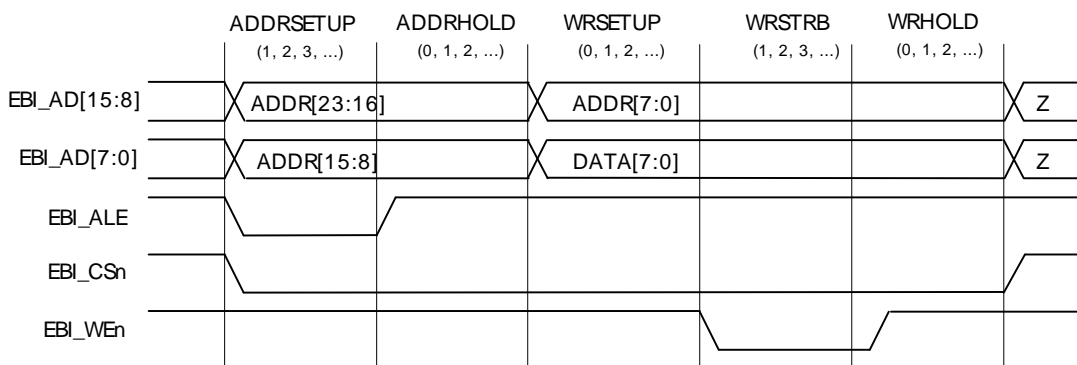 ADDRSETUP ADDRHOLD WRSETUP WRSTRB WRHOLD
(1, 2, 3, ...) (0, 1, 2, ...) (0, 1, 2, ...) (1, 2, 3, ...) (0, 1, 2, ...)
EBI_AD[15:8] ADDR[23:16] ADDR[7:0] Z
EBI_AD[7:0] ADDR[15:8] DATA[7:0] Z
EBI_ALE
EBI_CSn
EBI_WEn